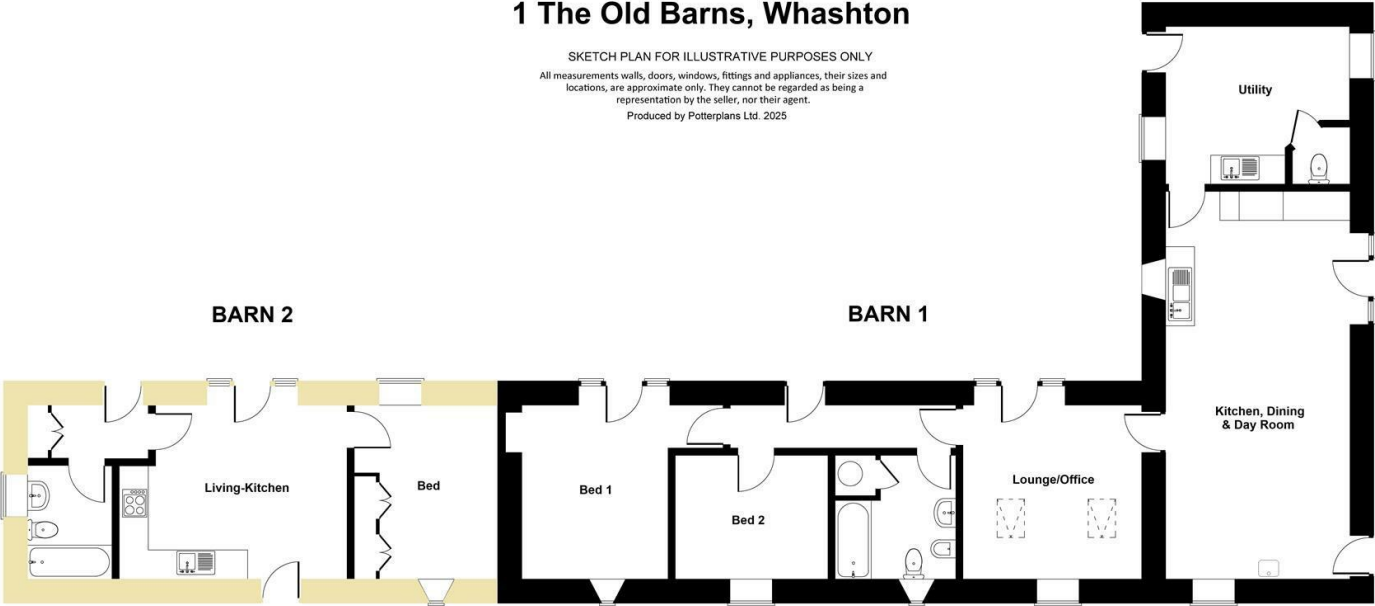 1 The Old Barns, Whashton
SKETCH PLAN FOR ILLUSTRATIVE PURPOSES ONLY
All measurements walls, doors, windows, fittings and appliances, their sizes and
locations, are approximate only. They cannot be regarded as being a
representation by the seller, nor their agent.
Produced by Potterplans Ltd. 2025
Utility
BARN 2
BARN 1
Kitchen, Dining
& Day Room
Living-Kitchen
Bed
Bed 1
Bed 2
Lounge/Office